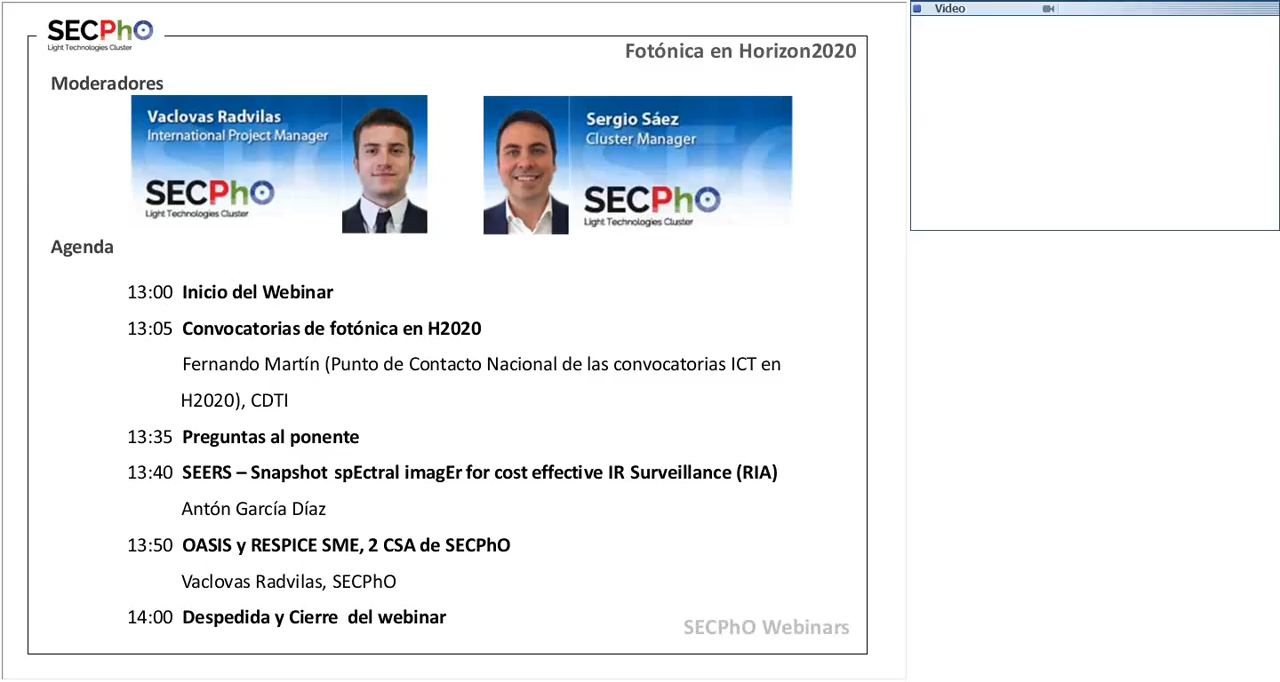 Video
SECPhO
Light Technologies Cluster
Fotónica en Horizon2020
Moderadores
Vaclovas Radvilas
International Project Manager
SECPhO
Light Technologies Cluster
Sergio Sáez
Cluster Manager
SECPhO
Light Technologies Cluster
Agenda
13:00 Inicio del Webinar
13:05 Convocatorias de fotónica en H2020
Fernando Martín (Punto de Contacto Nacional de las convocatorias ICT en
H2020), CDTI
13:35 Preguntas al ponente
13:40 SEERS – Snapshot spEctral imagEr for cost effective IR Surveillance (RIA)
Antón García Díaz
13:50 OASIS y RESPICE SME, 2 CSA de SECPhO
Vaclovas Radvilas, SECPhO
14:00 Despedida y Cierre del webinar
SECPhO Webinars